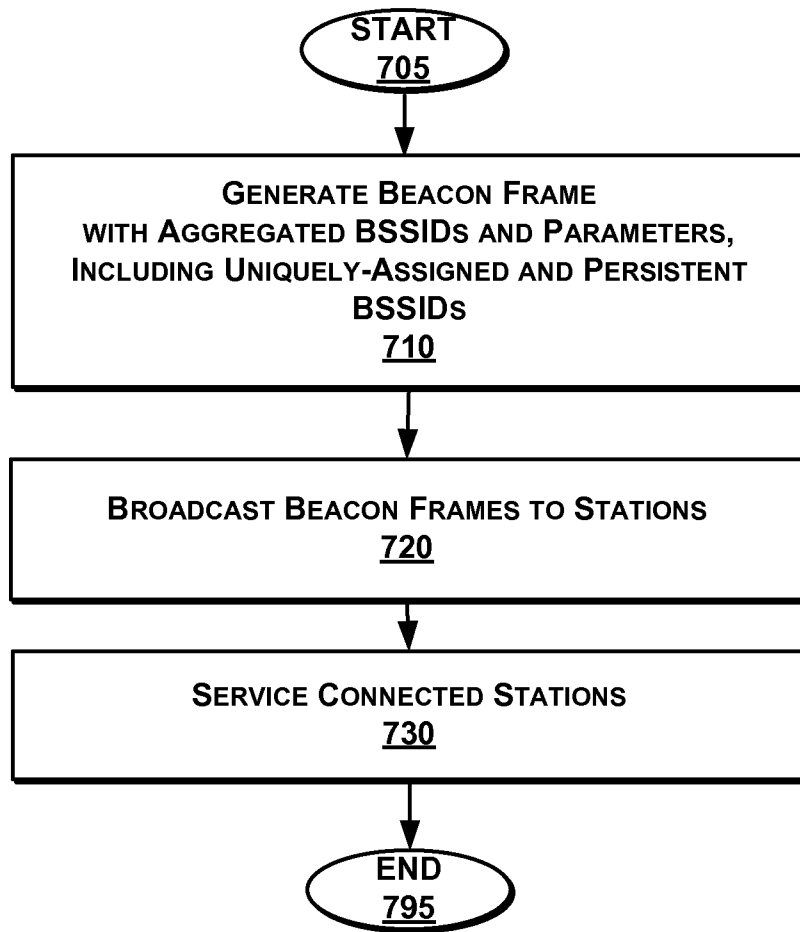 START
705
GENERATE BEACON FRAME
WITH AGGREGATED BSSIDS AND PARAMETERS,
INCLUDING UNIQUELY-ASSIGNED AND PERSISTENT
BSSIDS
710
BROADCAST BEACON FRAMES TO STATIONS
720
SERVICE CONNECTED STATIONS
730
END
795